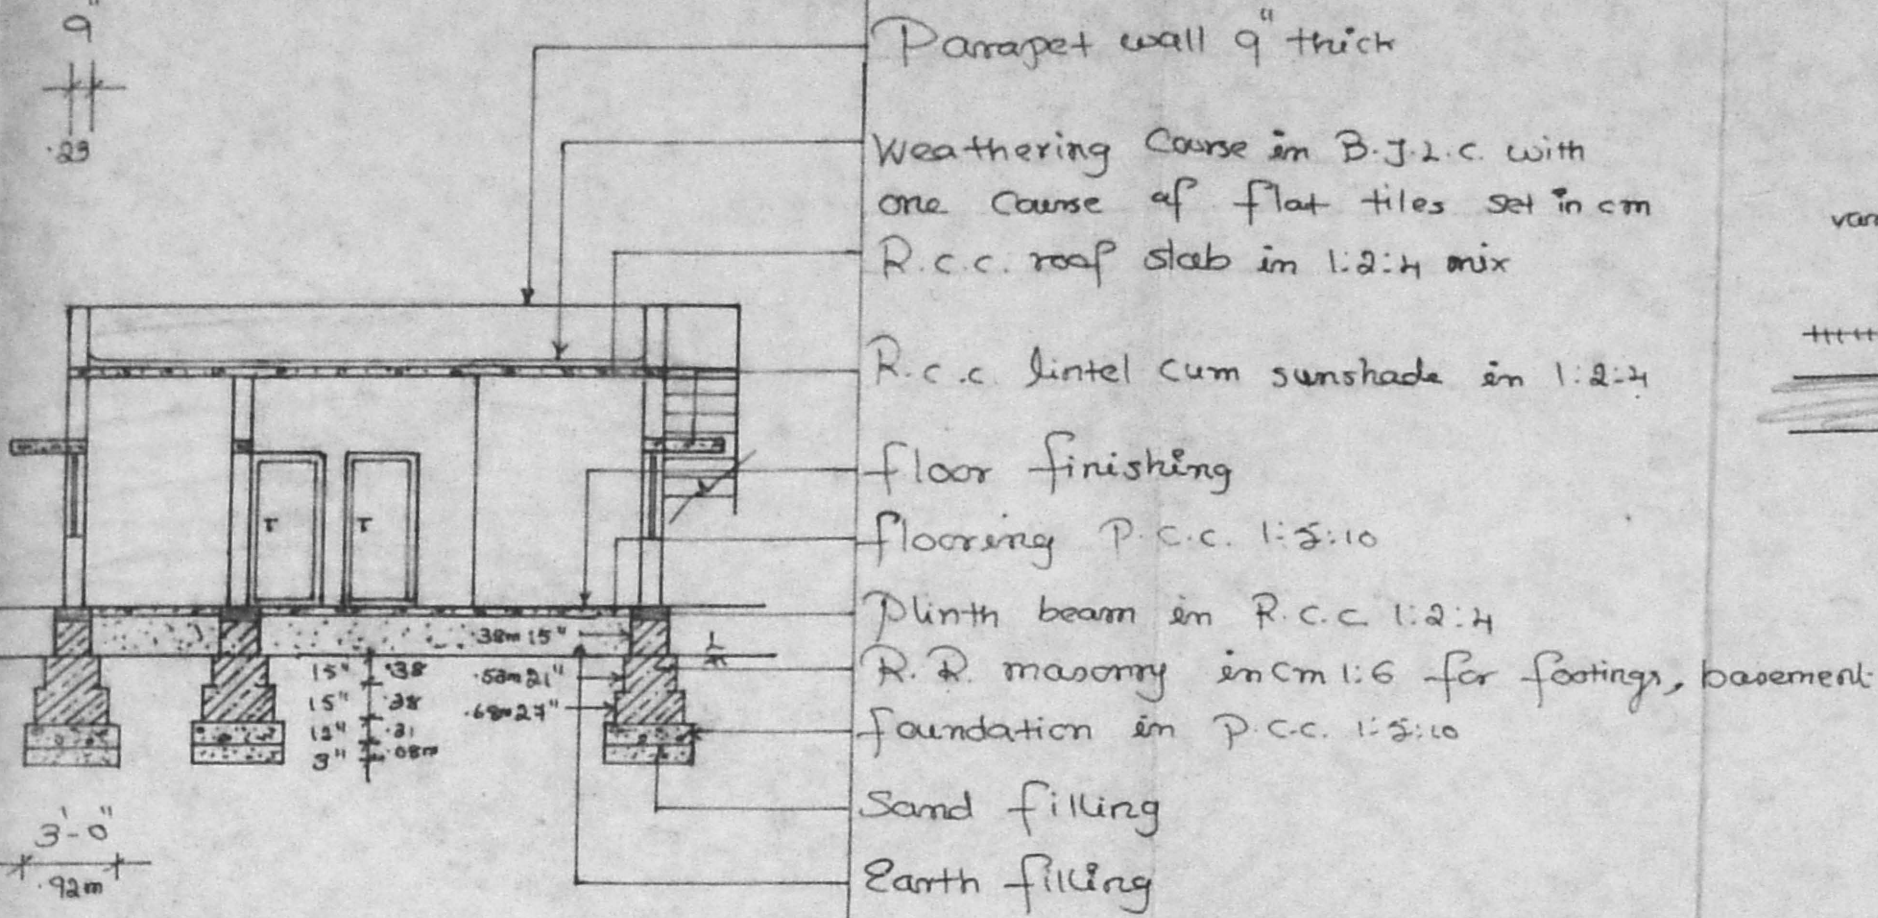 9"
.23
Parapet wall 9" thick
Weathering Course in B.J.L.C. with
one Course of flat tiles set in cm
R.C.C. roof slab in 1:2:4 mix
R.C.C. lintel cum sunshade in 1:2:4
floor finishing
flooring P.C.C. 1:5:10
Plinth beam in R.C.C 1:2:4
R.R. masonry in cm 1:6 for footings, basement
foundation in P.C.C. 1:5:10
Sand filling
Earth filling
T T
.38m 15"
15" .38
.53m 21"
15" .38
.68m 27"
12" .31
3" .08m
3'-0"
.92m